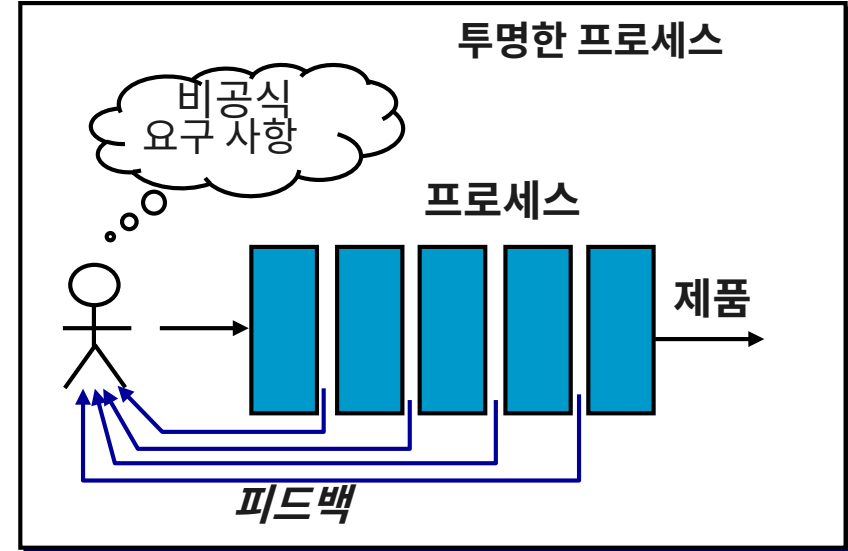 투명한 프로세스
비공식
요구 사항
프로세스
제품
피드백